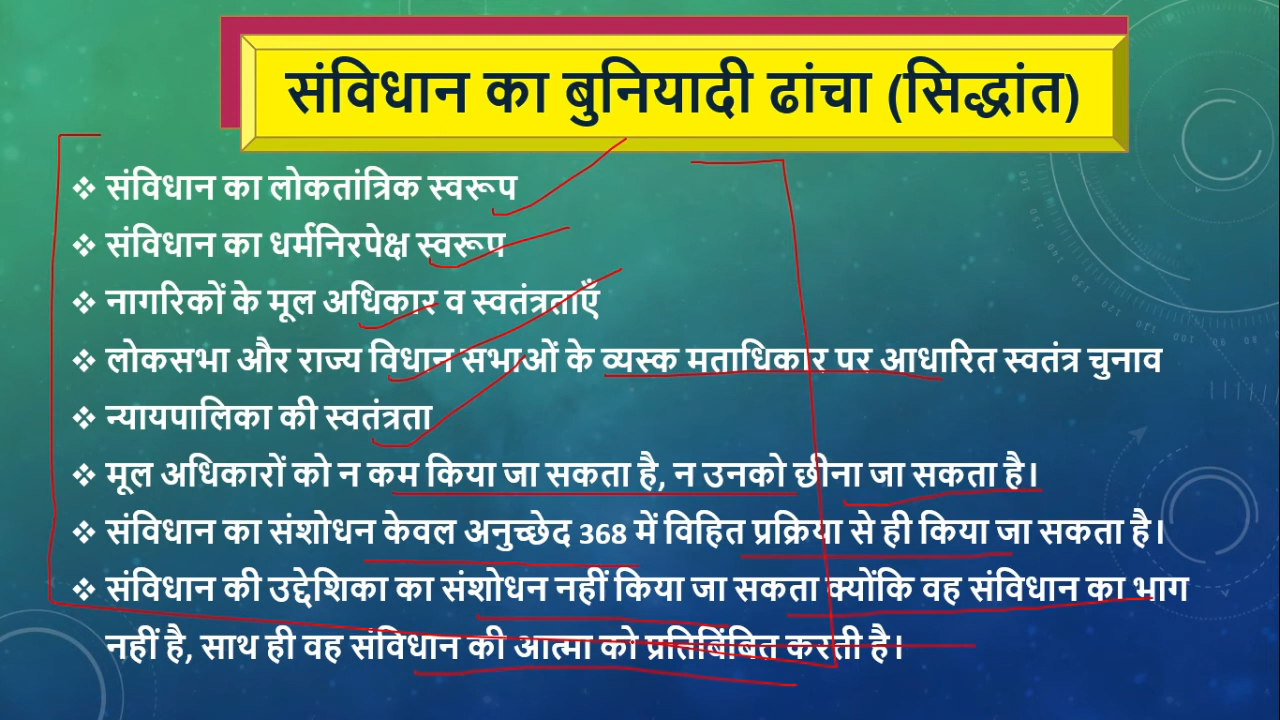 संविधान का बुनियादी ढांचा (सिद्धांत)
❖ संविधान का लोकतांत्रिक स्वरूप
❖ संविधान का धर्मनिरपेक्ष स्वरूप
❖ नागरिकों के मूल अधिकार व स्वतंत्रताएँ
❖ लोकसभा और राज्य विधान सभाओं के व्यस्क मताधिकार पर आधारित स्वतंत्र चुनाव
❖ न्यायपालिका की स्वतंत्रता
❖ मूल अधिकारों को न कम किया जा सकता है, न उनको छीना जा सकता है।
❖ संविधान का संशोधन केवल अनुच्छेद 368 में विहित प्रक्रिया से ही किया जा सकता है।
❖ संविधान की उद्देशिका का संशोधन नहीं किया जा सकता क्योंकि वह संविधान का भाग
नहीं है, साथ ही वह संविधान की आत्मा को प्रतिबिंबित करती है।